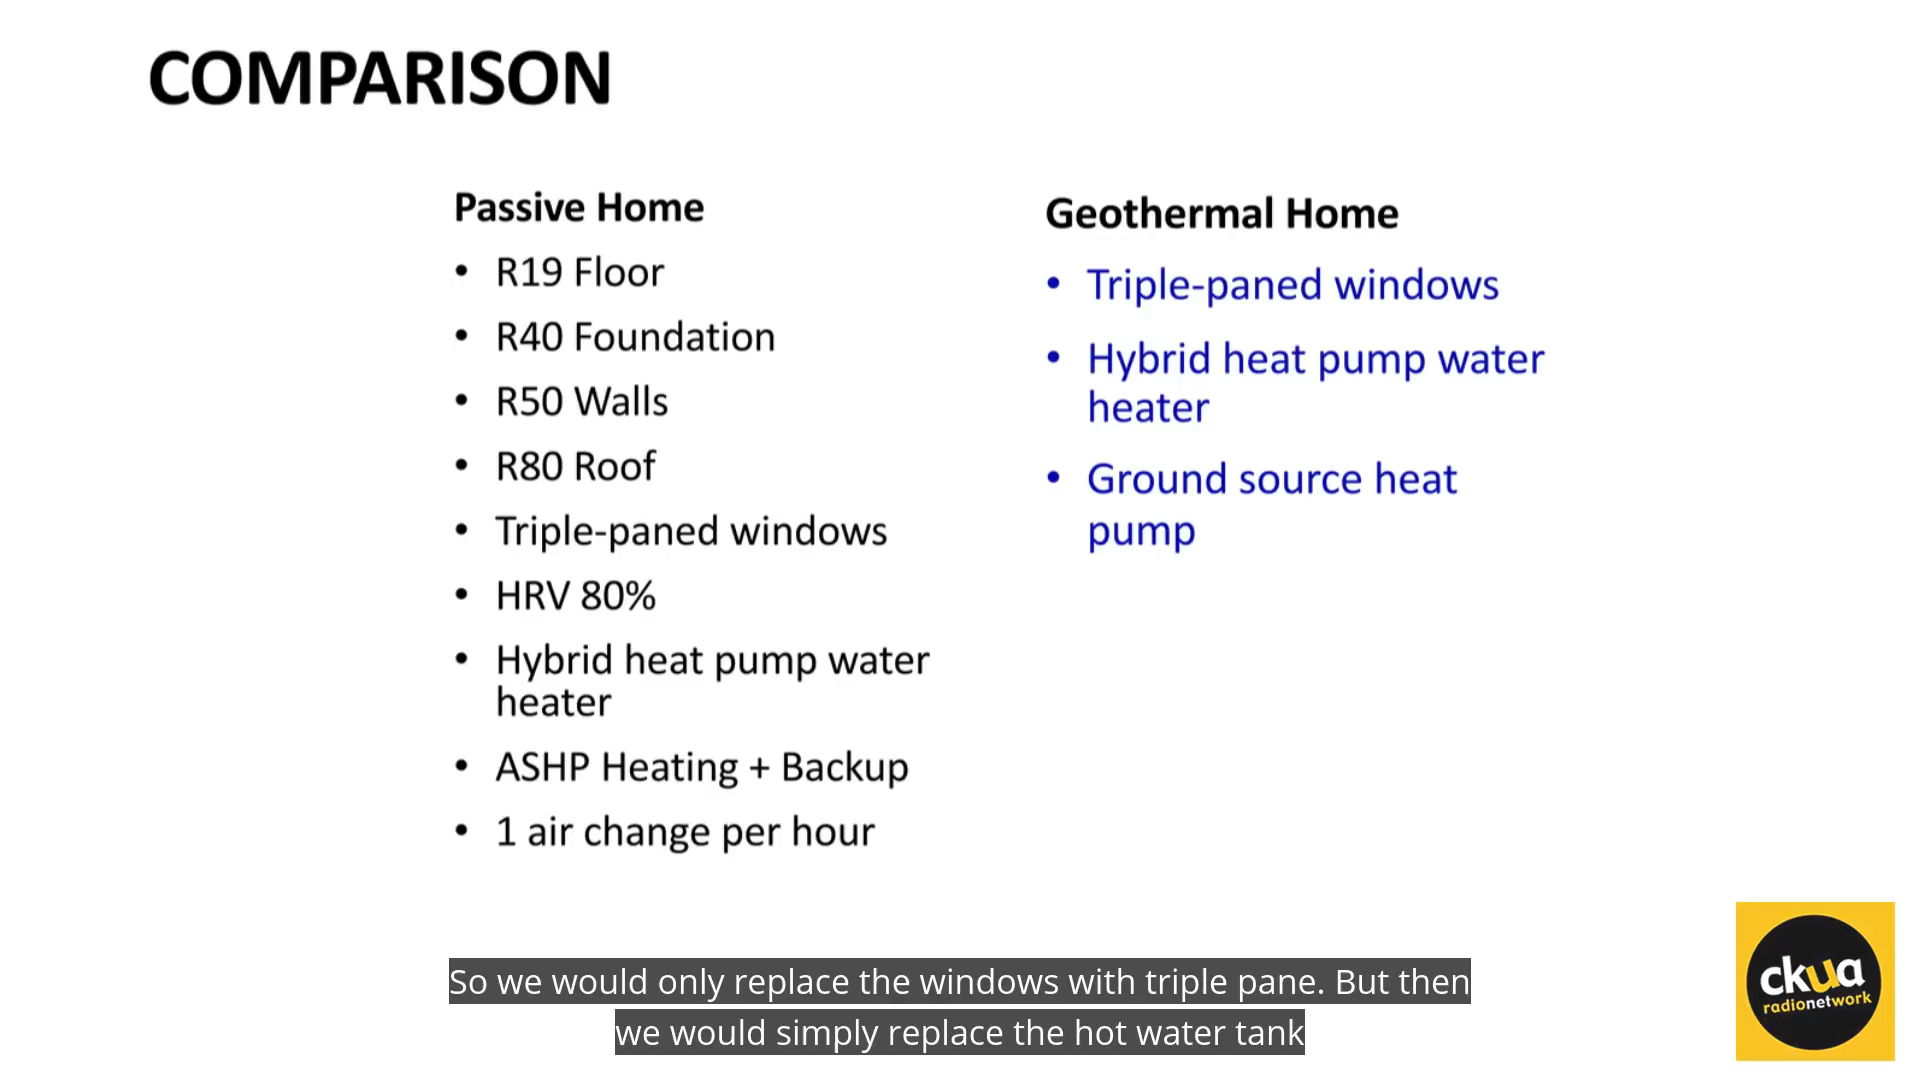 COMPARISON
Passive Home
• R19 Floor
• R40 Foundation
• R50 Walls
• R80 Roof
• Triple-paned windows
• HRV 80%
• Hybrid heat pump water
heater
• ASHP Heating + Backup
• 1 air change per hour
Geothermal Home
• Triple-paned windows
• Hybrid heat pump water
heater
• Ground source heat
pump
So we would only replace the windows with triple pane. But then
we would simply replace the hot water tank
ckua
radionetwork